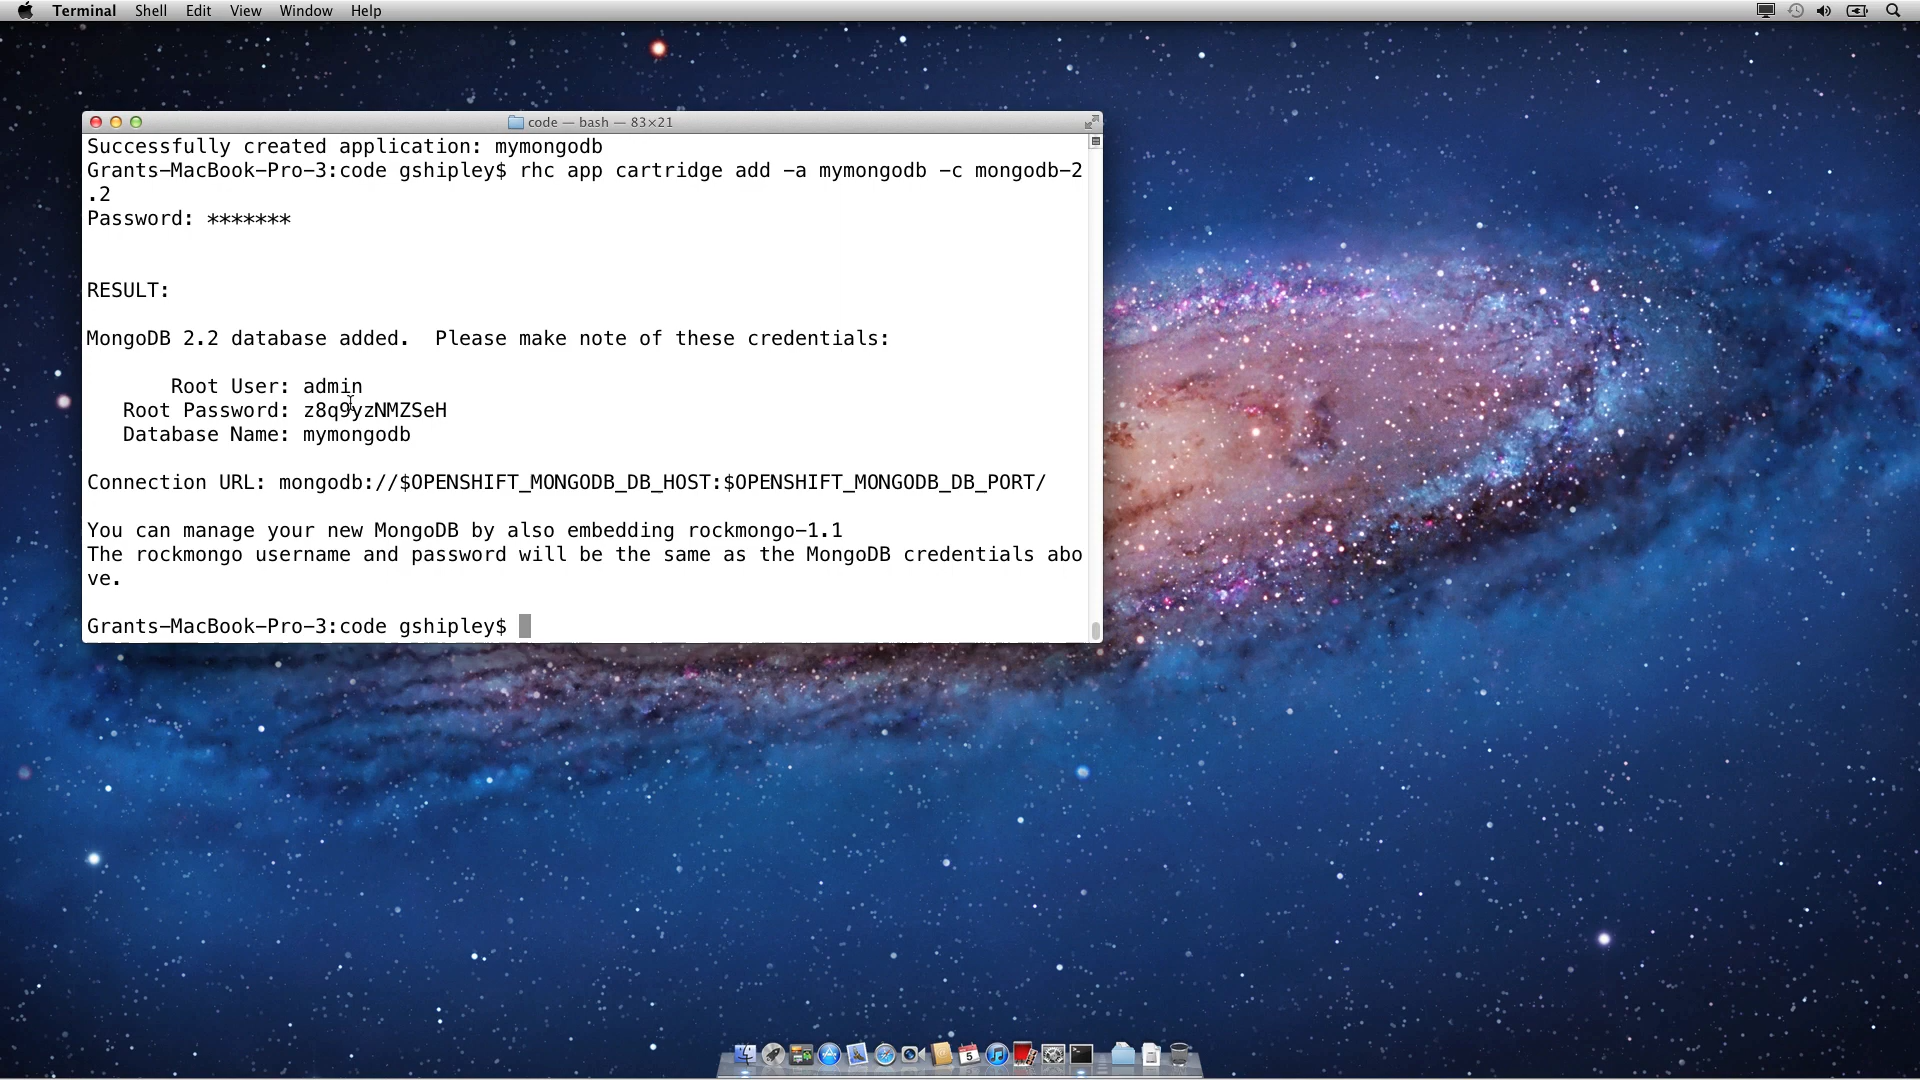 Terminal Shell Edit View Window Help
code — bash — 83×21
Successfully created application: mymongodb
Grants-MacBook-Pro-3:code gshipley$ rhc app cartridge add -a mymongodb -c mongodb-2
.2
Password: *******
RESULT:
MongoDB 2.2 database added.  Please make note of these credentials:
Root User: admin
Root Password: z8q9yzNMZSeH
Database Name: mymongodb
Connection URL: mongodb://$OPENSHIFT_MONGODB_DB_HOST:$OPENSHIFT_MONGODB_DB_PORT/
You can manage your new MongoDB by also embedding rockmongo-1.1
The rockmongo username and password will be the same as the MongoDB credentials abo
ve.
Grants-MacBook-Pro-3:code gshipley$
5